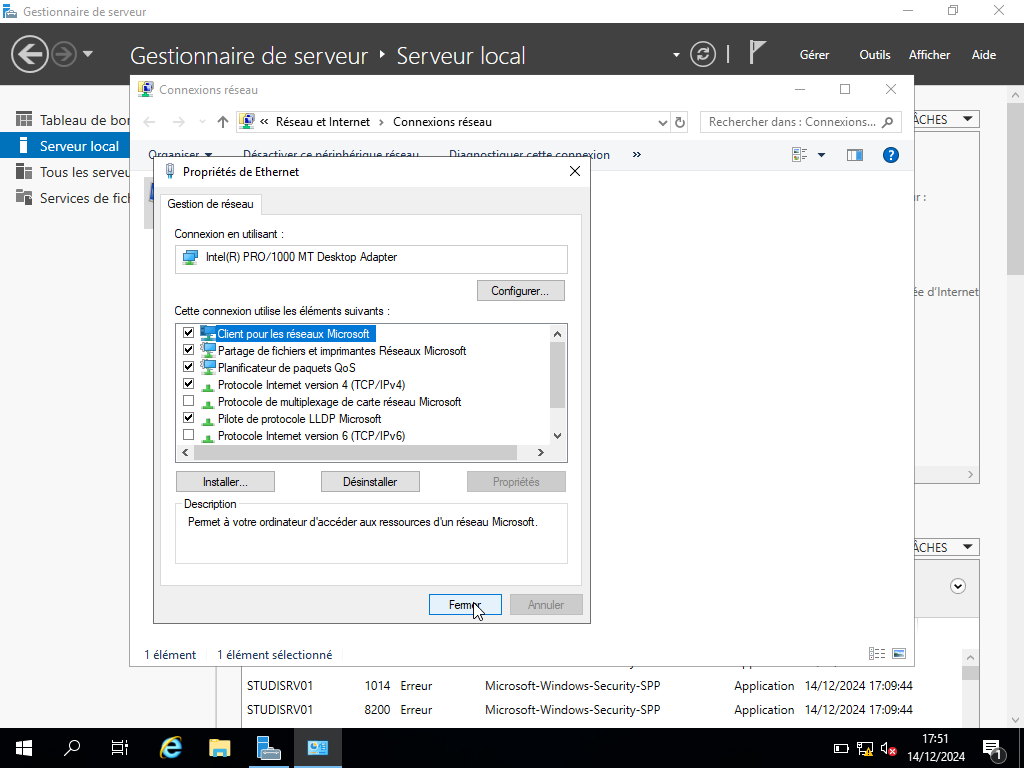 Gestionnaire de serveur
Gestionnaire de serveur ‣ Serveur local
Gérer Outils Afficher Aide
Connexions réseau
« Réseau et Internet > Connexions réseau
Rechercher dans : Connexions...
Tableau de bor
Serveur local
Tous les serveu
Services de fich
ÂCHES
Organiser Désactiver ce périphérique réseau Diagnostiquer cette connexion »
Propriétés de Ethernet
Gestion de réseau
Connexion en utilisant :
Intel(R) PRO/1000 MT Desktop Adapter
Configurer...
Cette connexion utilise les éléments suivants :
Client pour les réseaux Microsoft
Partage de fichiers et imprimantes Réseaux Microsoft
Planificateur de paquets QoS
Protocole Internet version 4 (TCP/IPv4)
Protocole de multiplexage de carte réseau Microsoft
Pilote de protocole LLDP Microsoft
Protocole Internet version 6 (TCP/IPv6)
Installer... Désinstaller Propriétés
Description
Permet à votre ordinateur d'accéder aux ressources d'un réseau Microsoft.
Fermer Annuler
ur :
ée d'Internet
ÂCHES
1 élément 1 élément sélectionné
STUDISRV01 1014 Erreur Microsoft-Windows-Security-SPP Application 14/12/2024 17:09:44
STUDISRV01 8200 Erreur Microsoft-Windows-Security-SPP Application 14/12/2024 17:09:44
17:51
14/12/2024
1